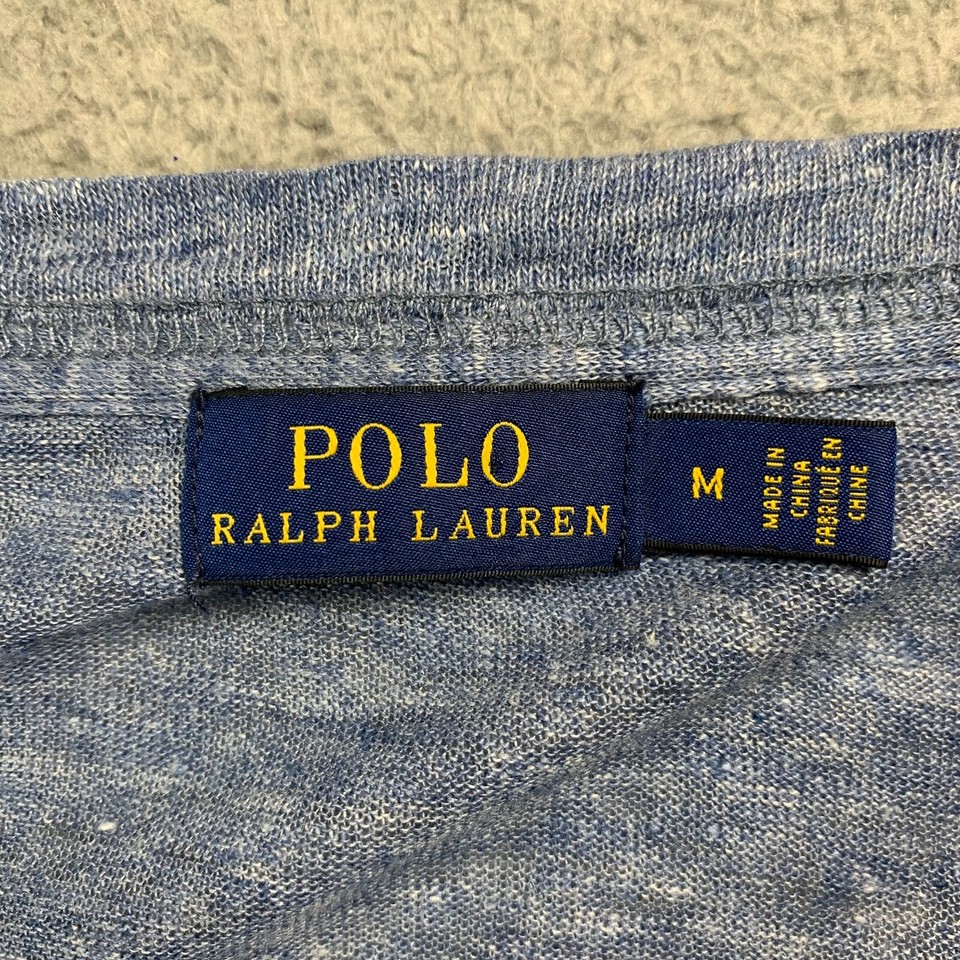 POLO
RALPH LAUREN
M
MADE IN
CHINA
FABRIQUÉ EN
CHINE